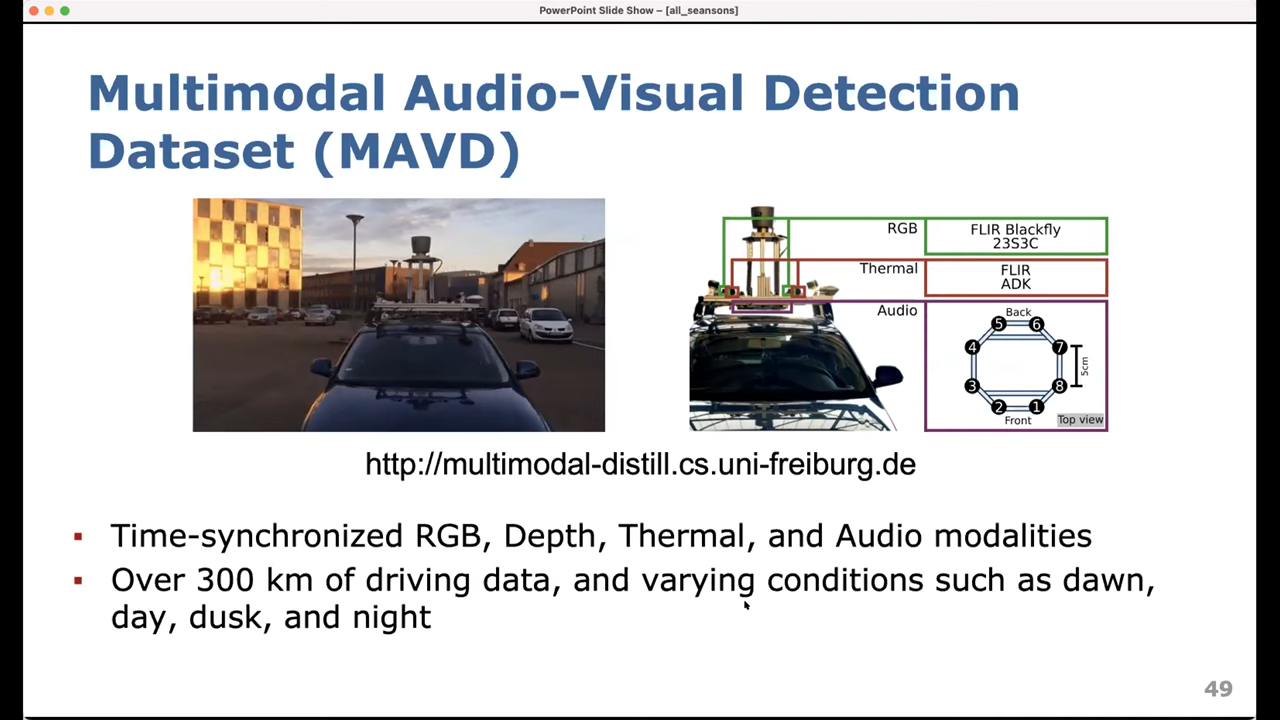 PowerPoint Slide Show – [all_seansons]
Multimodal Audio-Visual Detection
Dataset (MAVD)
RGB
FLIR Blackfly
23S3C
Thermal
FLIR
ADK
Audio
Back
5 6
4 7
5cm
3 8
2 1
Front
Top view
http://multimodal-distill.cs.uni-freiburg.de
▪ Time-synchronized RGB, Depth, Thermal, and Audio modalities
▪ Over 300 km of driving data, and varying conditions such as dawn,
day, dusk, and night
49